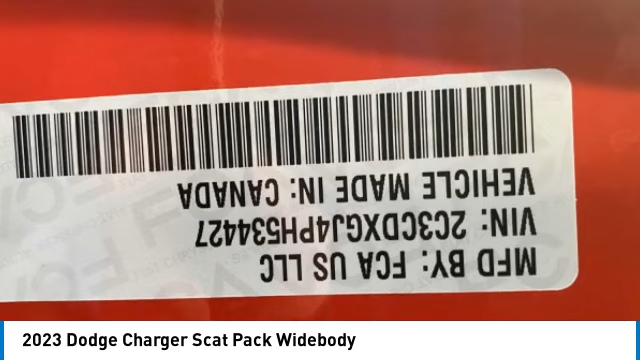 MFD BY: FCA US LLC
VIN: 2C3CDXGJ4PH534427
VEHICLE MADE IN: CANADA
2023 Dodge Charger Scat Pack Widebody